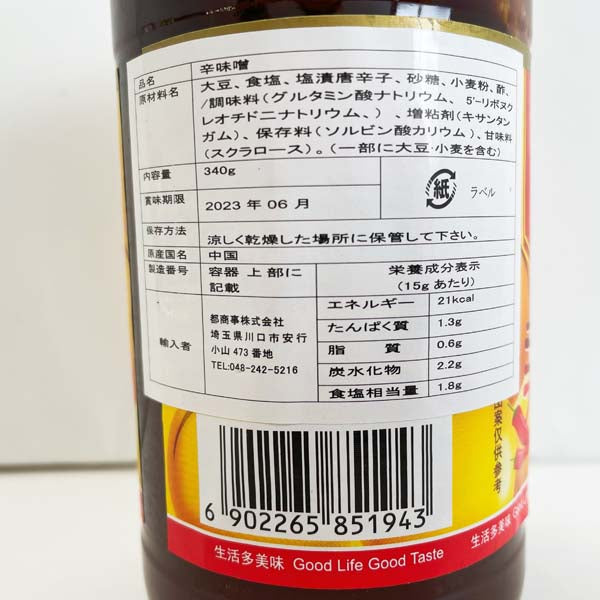 品名 辛味噌
原材料名 大豆、食塩、塩漬唐辛子、砂糖、小麦粉、酢、
/調味料(グルタミン酸ナトリウム、 5'-リボヌク
レオチドニナトリウム、) 、増粘剤(キサンタン
ガム)、保存料(ソルビン酸カリウム)、甘味料
(スクラロース)。(一部に大豆·小麦を含む)
内容量 340g
紙 ラベル
賞味期限 2023 年 06 月
保存方法 涼しく乾燥した場所に保管して下さい。
原産国名 中国
製造番号 容器 上 部に
記載
栄養成分表示
(15g あたり)
エネルギー 21kcal
たんぱく質 1.3g
脂 質 0.6g
炭水化物 2.2g
食塩相当量 1.8g
輸入者
都商事株式会社
埼玉県川口市安行
小山 473 番地
TEL:048-242-5216
图案仅供参考
6 902265 851943
生活多美味 Good Life Good Taste
生活多美味 Good